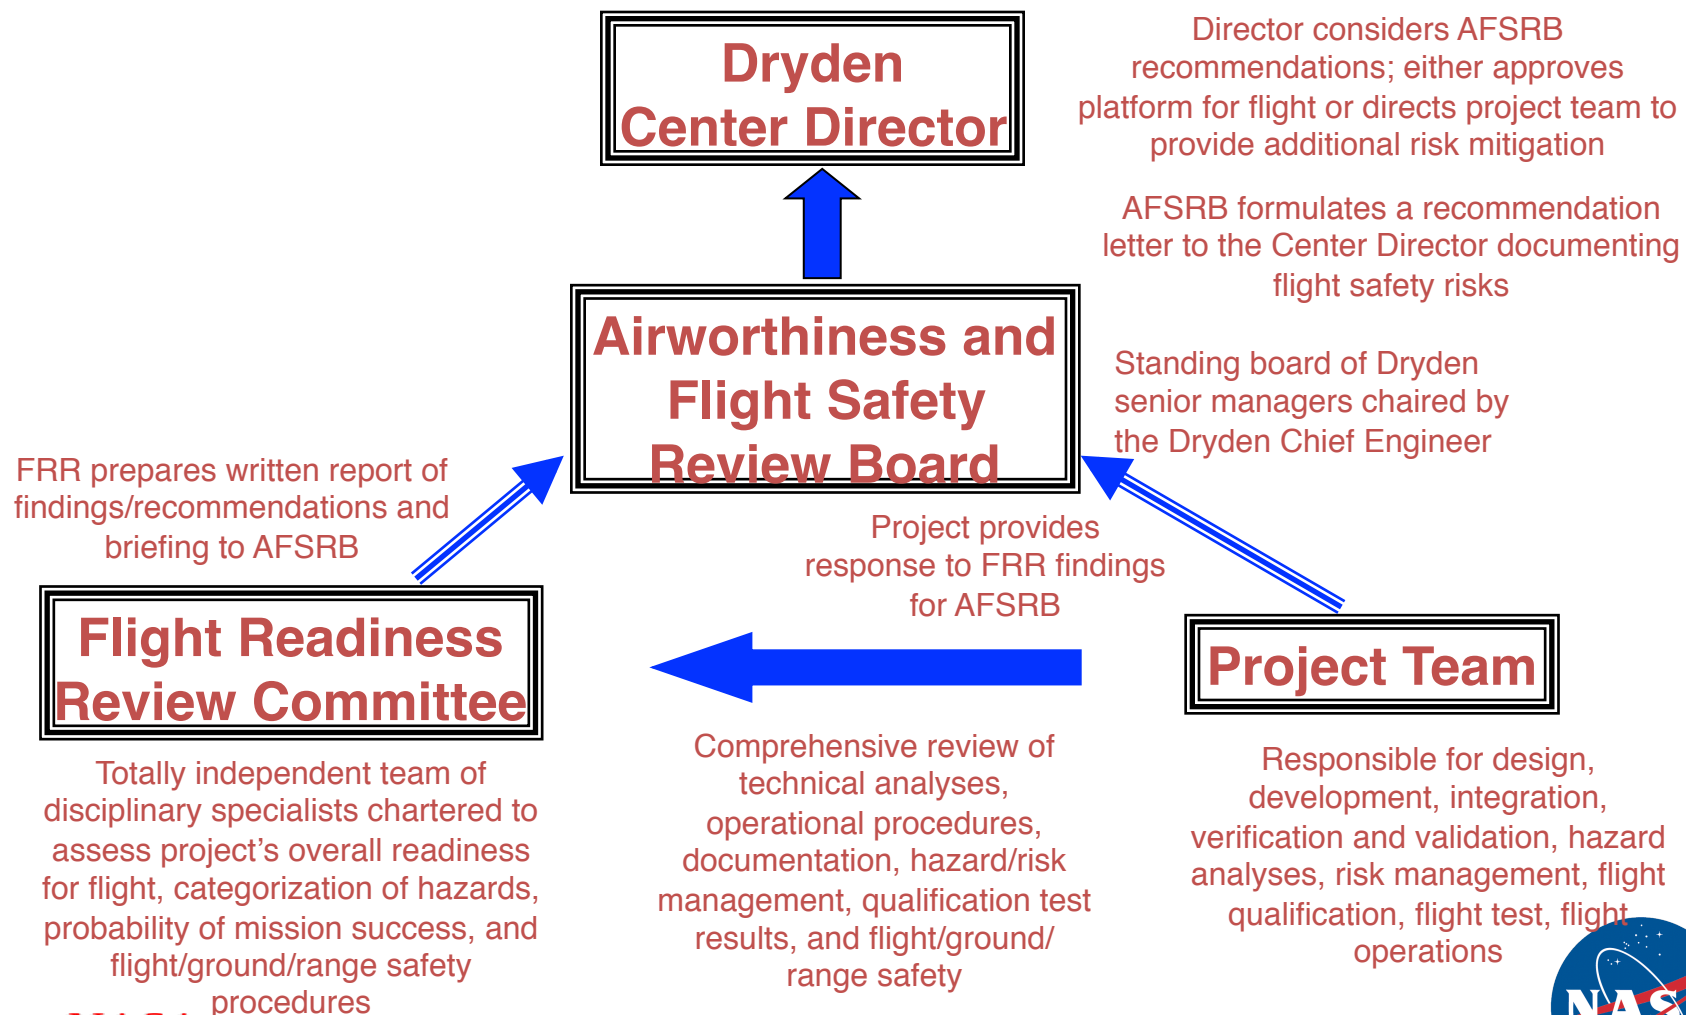 Dryden
Center Director
Director considers AFSRB
recommendations; either approves
platform for flight or directs project team to
provide additional risk mitigation
AFSRB formulates a recommendation
letter to the Center Director documenting
flight safety risks
Airworthiness and
Flight Safety
Review Board
Standing board of Dryden
senior managers chaired by
the Dryden Chief Engineer
FRR prepares written report of
findings/recommendations and
briefing to AFSRB
Project provides
response to FRR findings
for AFSRB
Flight Readiness
Review Committee
Project Team
Totally independent team of
disciplinary specialists chartered to
assess project's overall readiness
for flight, categorization of hazards,
probability of mission success, and
flight/ground/range safety
procedures
Comprehensive review of
technical analyses,
operational procedures,
documentation, hazard/risk
management, qualification test
results, and flight/ground/
range safety
Responsible for design,
development, integration,
verification and validation, hazard
analyses, risk management, flight
qualification, flight test, flight
operations
NAS